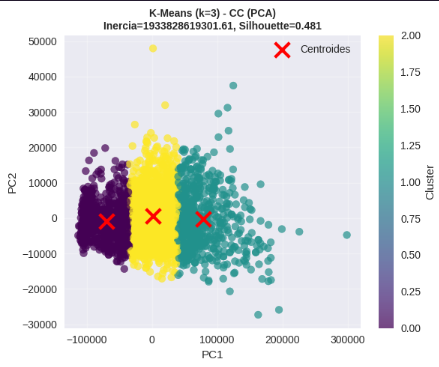 K-Means (k=3) - CC (PCA)
Inercia=1933828619301.61, Silhouette=0.481
Centroides
50000
40000
30000
20000
10000
0
−10000
−20000
−30000
PC2
−100000 0 100000 200000 300000
PC1
2.00
1.75
1.50
1.25
1.00
0.75
0.50
0.25
0.00
Cluster